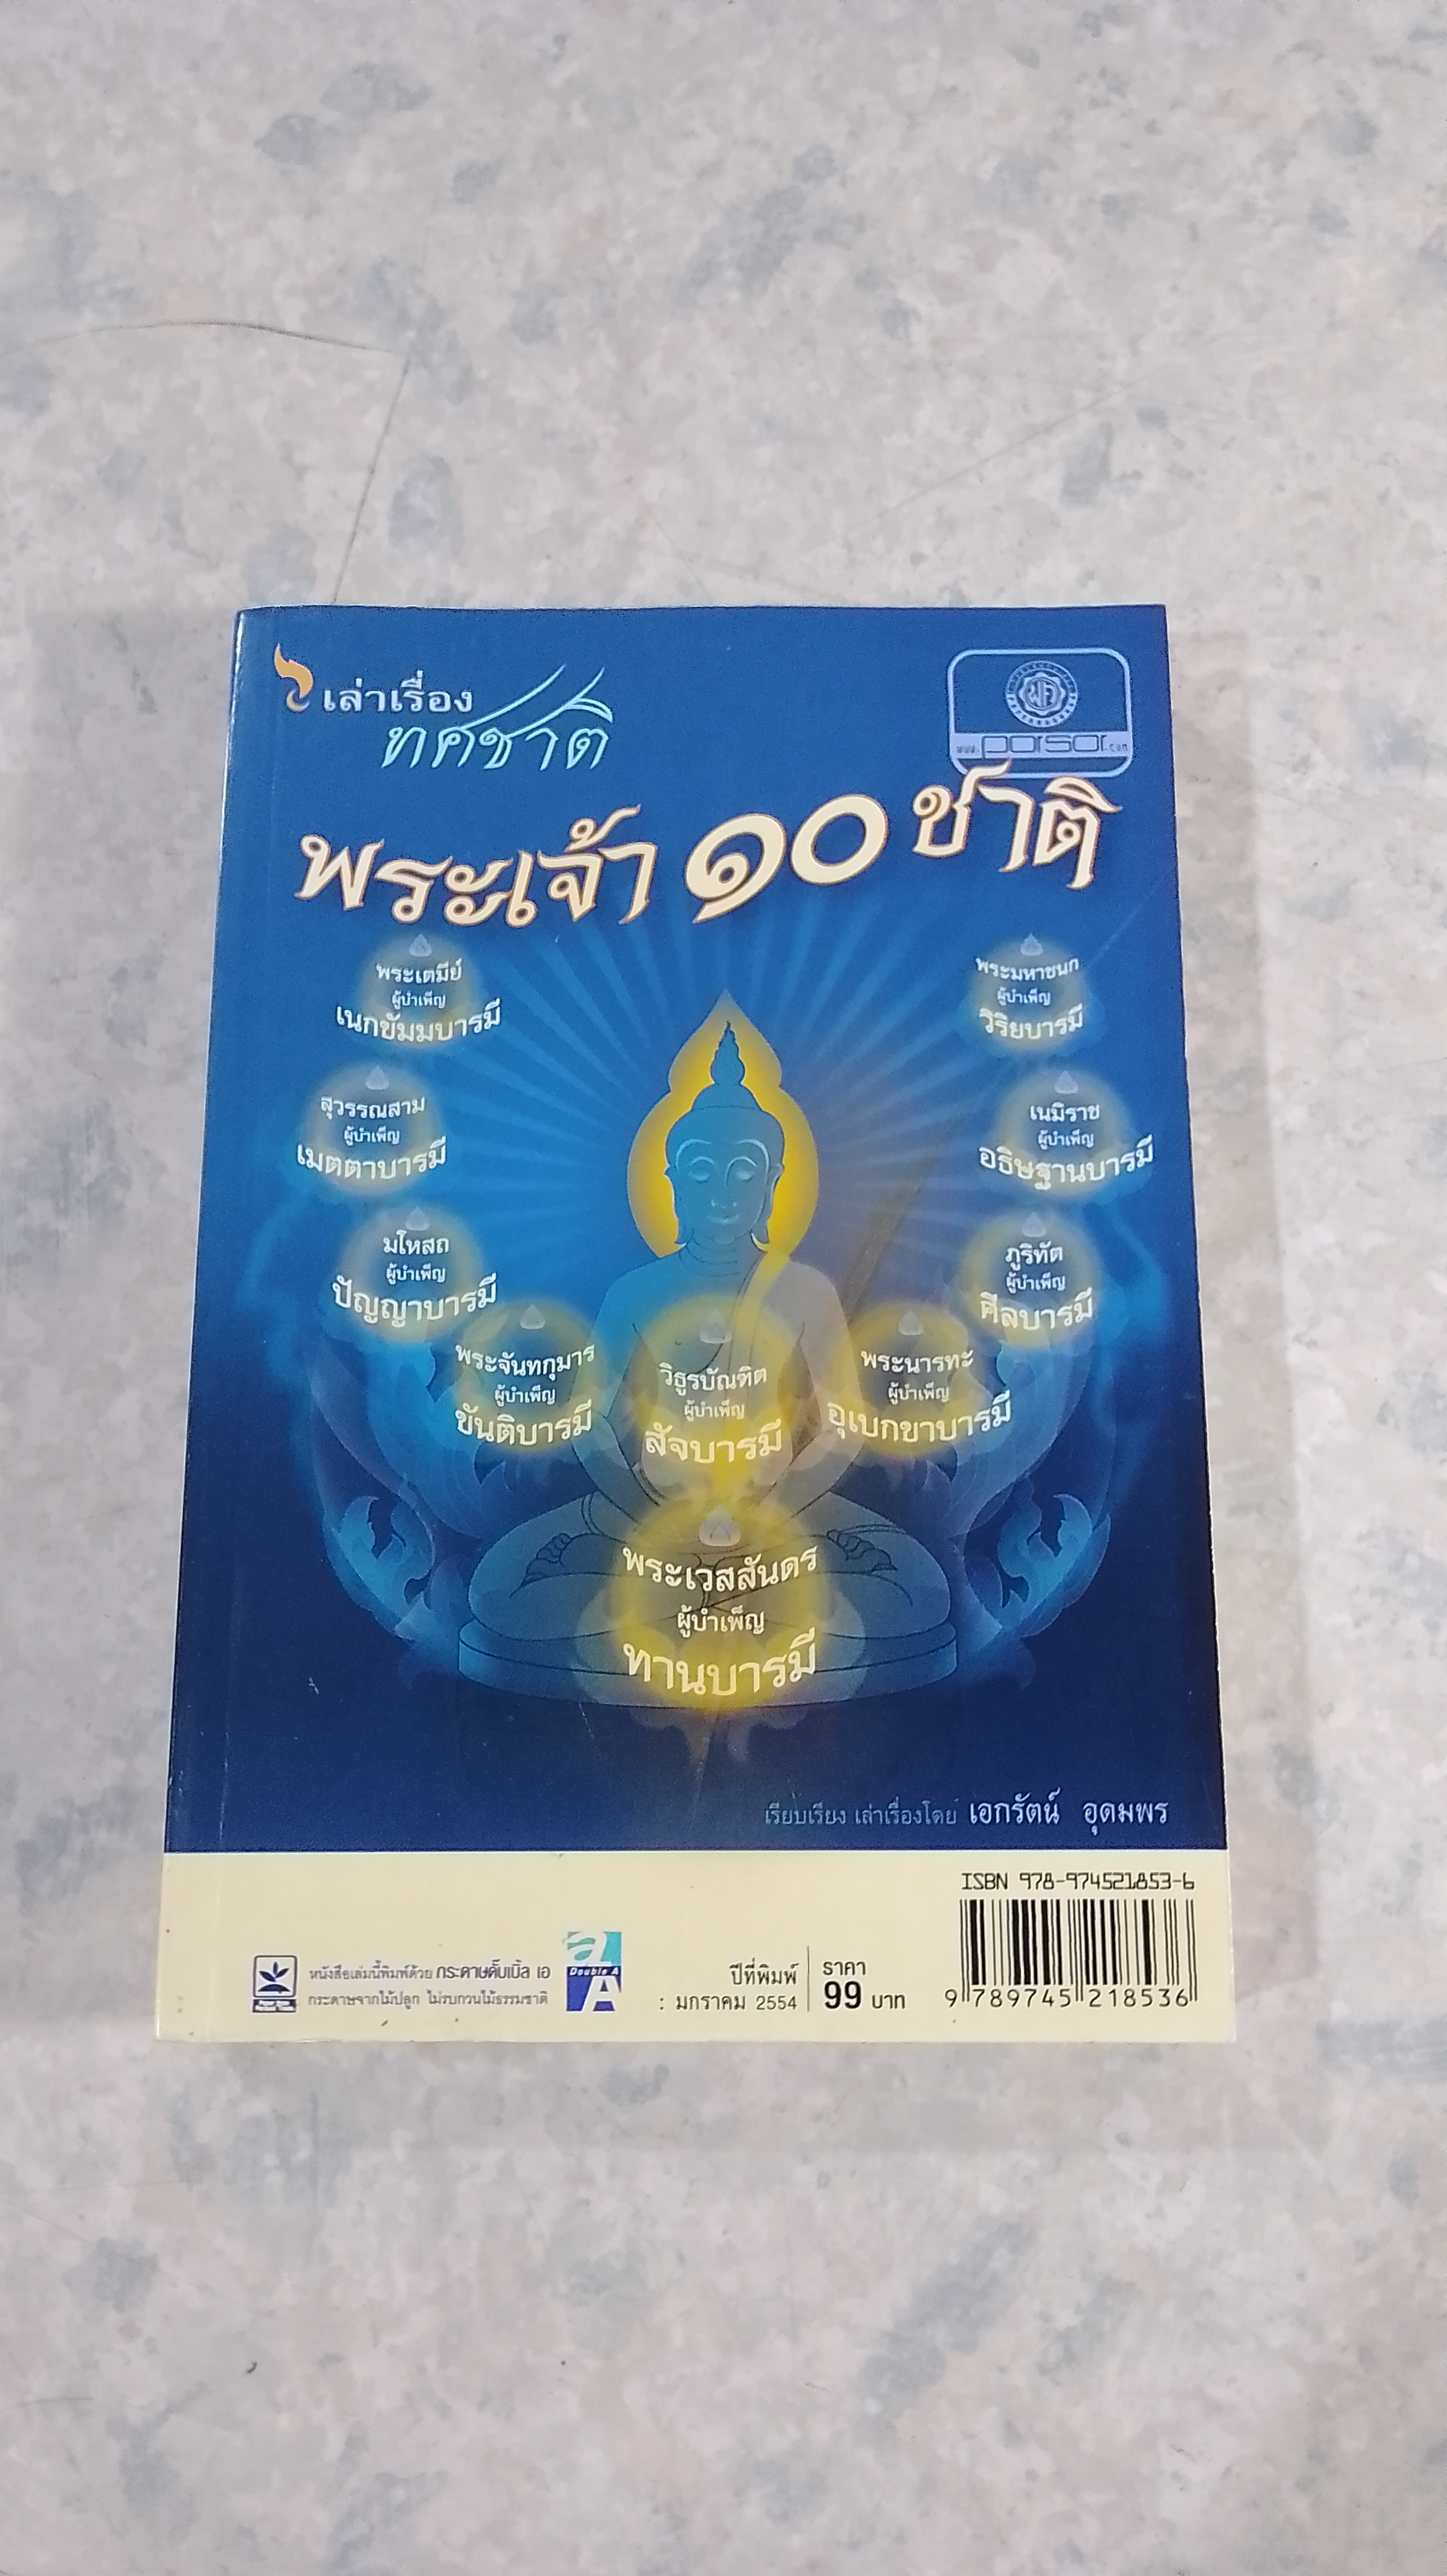 เล่าเรื่อง
ทศชาติ
www.porsor.com
พระเจ้า ๑๐ ชาติ
พระเตมีย์
ผู้บำเพ็ญ
เนกขัมมบารมี
พระมหาชนก
ผู้บำเพ็ญ
วิริยบารมี
สุวรรณสาม
ผู้บำเพ็ญ
เมตตาบารมี
เนมิราช
ผู้บำเพ็ญ
อธิษฐานบารมี
มโหสถ
ผู้บำเพ็ญ
ปัญญาบารมี
ภูริทัต
ผู้บำเพ็ญ
ศีลบารมี
พระจันทกุมาร
ผู้บำเพ็ญ
ขันติบารมี
วิธูรบัณฑิต
ผู้บำเพ็ญ
สัจบารมี
พระนารทะ
ผู้บำเพ็ญ
อุเบกขาบารมี
พระเวสสันดร
ผู้บำเพ็ญ
ทานบารมี
เรียบเรียง เล่าเรื่องโดย เอกรัตน์ อุดมพร
หนังสือเล่มนี้พิมพ์ด้วย กระดาษดั๊บเบิ้ล เอ
กระดาษจากไม้ปลูก ไม่รบกวนไม้ธรรมชาติ
a
Double A
A
ปีที่พิมพ์
: มกราคม 2554
ราคา
99 บาท
ISBN 978-974521853-6
9 789745 218536